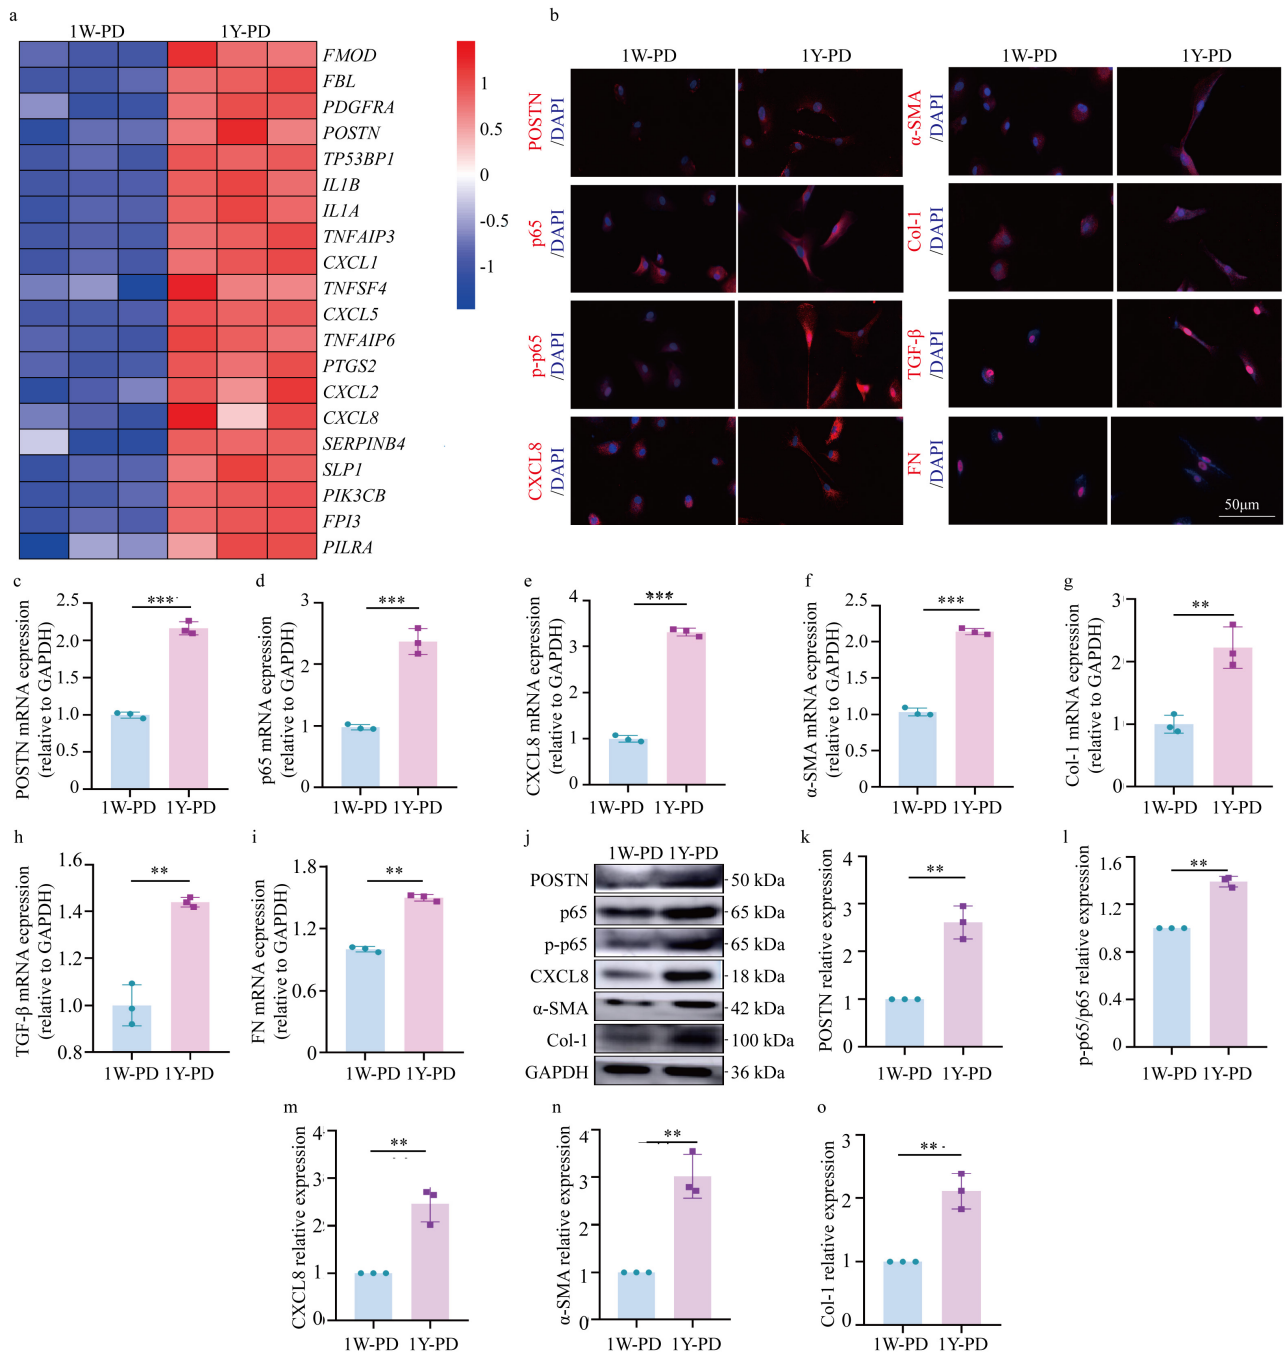 a
1W-PD 1Y-PD
FMOD
FBL
PDGFRA
POSTN
TP53BP1
IL1B
IL1A
TNFAIP3
CXCL1
TNFSF4
CXCL5
TNFAIP6
PTGS2
CXCL2
CXCL8
SERPINB4
SLP1
PIK3CB
FPI3
PILRA
1
0.5
0
-0.5
-1
b
1W-PD 1Y-PD 1W-PD 1Y-PD
POSTN
/DAPI
p65
/DAPI
p-p65
/DAPI
CXCL8
/DAPI
α-SMA
/DAPI
Col-1
/DAPI
TGF-β
/DAPI
FN
/DAPI
50μm
c
POSTN mRNA ecpression
(relative to GAPDH)
2.5
2.0
1.5
1.0
0.5
0
***
1W-PD 1Y-PD
d
p65 mRNA ecpression
(relative to GAPDH)
3
2
1
0
***
1W-PD 1Y-PD
e
CXCL8 mRNA ecpression
(relative to GAPDH)
4
3
2
1
0
***
1W-PD 1Y-PD
f
α-SMA mRNA ecpression
(relative to GAPDH)
2.5
2.0
1.5
1.0
0.5
0
***
1W-PD 1Y-PD
g
Col-1 mRNA ecpression
(relative to GAPDH)
3
2
1
0
**
1W-PD 1Y-PD
h
TGF-β mRNA ecpression
(relative to GAPDH)
1.6
1.4
1.2
1.0
0.8
**
1W-PD 1Y-PD
i
FN mRNA ecpression
(relative to GAPDH)
1.8
1.2
0.6
0
**
1W-PD 1Y-PD
j
1W-PD 1Y-PD
POSTN -50 kDa
p65 -65 kDa
p-p65 -65 kDa
CXCL8 -18 kDa
α-SMA -42 kDa
Col-1 -100 kDa
GAPDH -36 kDa
k
POSTN relative expression
4
3
2
1
0
**
1W-PD 1Y-PD
l
p-p65/p65 relative expression
1.6
1.2
0.8
0.4
0
**
1W-PD 1Y-PD
m
CXCL8 relative expression
4
3
2
1
0
**
1W-PD 1Y-PD
n
α-SMA relative expression
4
3
2
1
0
**
1W-PD 1Y-PD
o
Col-1 relative expression
3
2
1
0
**
1W-PD 1Y-PD